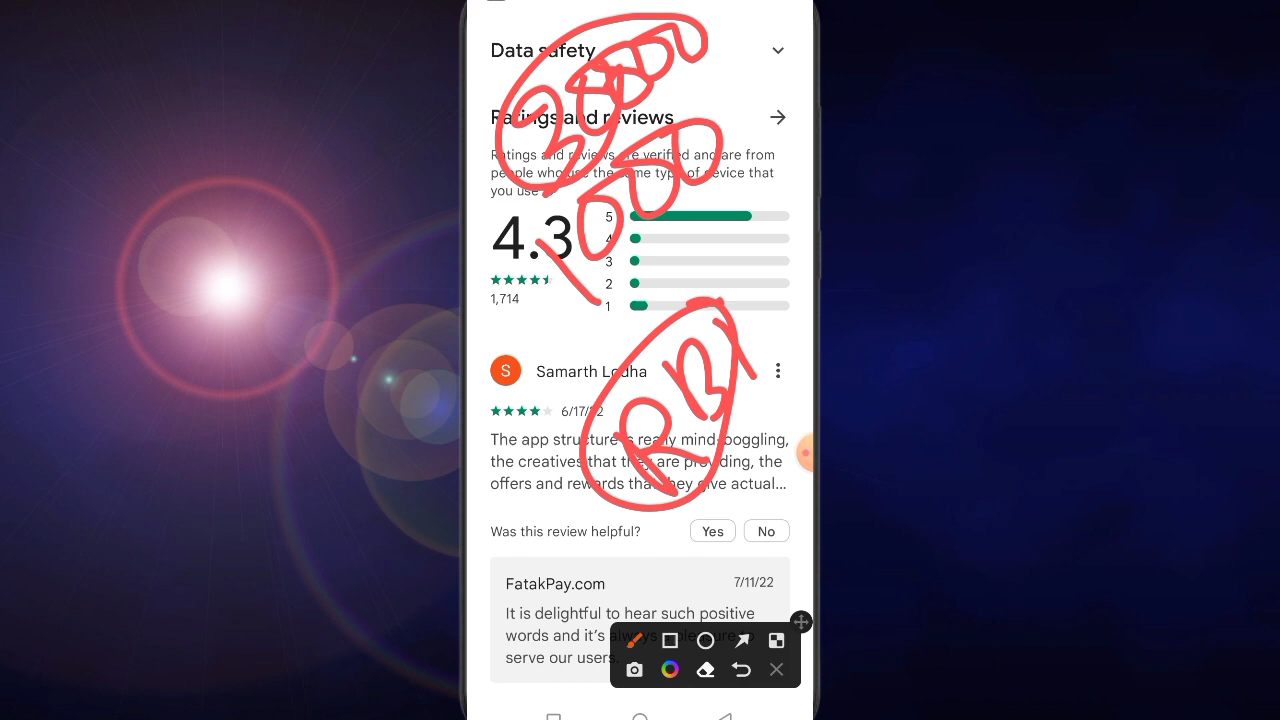 Data safety
Ratings and reviews
Ratings and reviews are verified and are from
people who use the same type of device that
you use
4.3
1,714
5
4
3
2
1
10000
RBI
S
Samarth Lodha
6/17/22
The app structure is really mind-boggling,
the creatives that they are providing, the
offers and rewards that they give actual...
Was this review helpful?
Yes
No
FatakPay.com
7/11/22
It is delightful to hear such positive
words and it's always a pleasure to
serve our users.